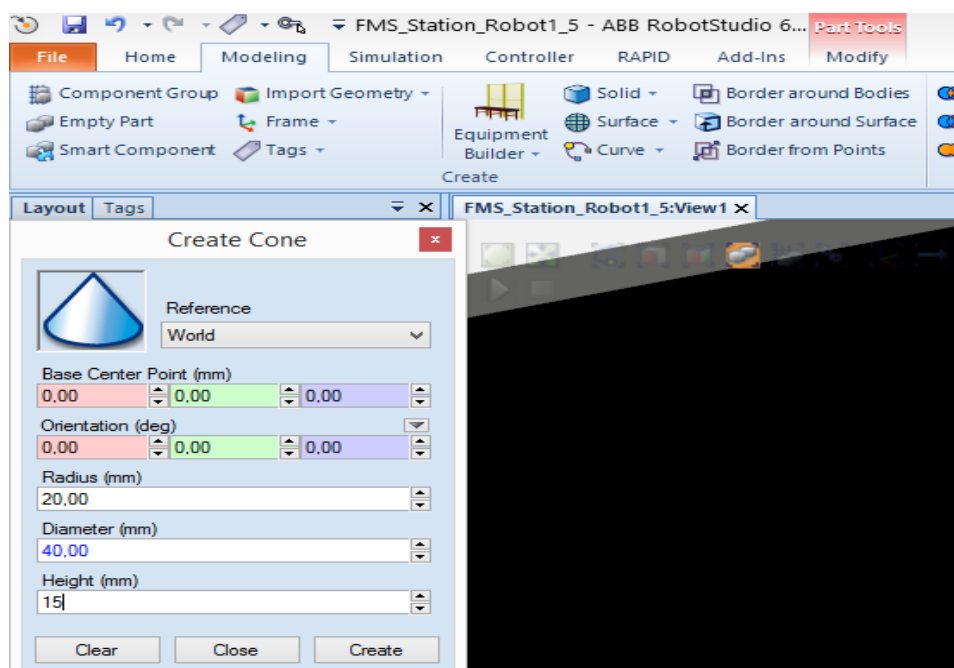 FMS_Station_Robot1_5 - ABB RobotStudio 6... Part Tools
File Home Modeling Simulation Controller RAPID Add-Ins Modify
Component Group Import Geometry Solid Border around Bodies
Empty Part Frame Surface Border around Surface
Smart Component Tags Equipment Builder Curve Border from Points
Create
Layout Tags FMS_Station_Robot1_5:View1
Create Cone
Reference
World
Base Center Point (mm)
0,00 0,00 0,00
Orientation (deg)
0,00 0,00 0,00
Radius (mm)
20,00
Diameter (mm)
40,00
Height (mm)
15
Clear Close Create